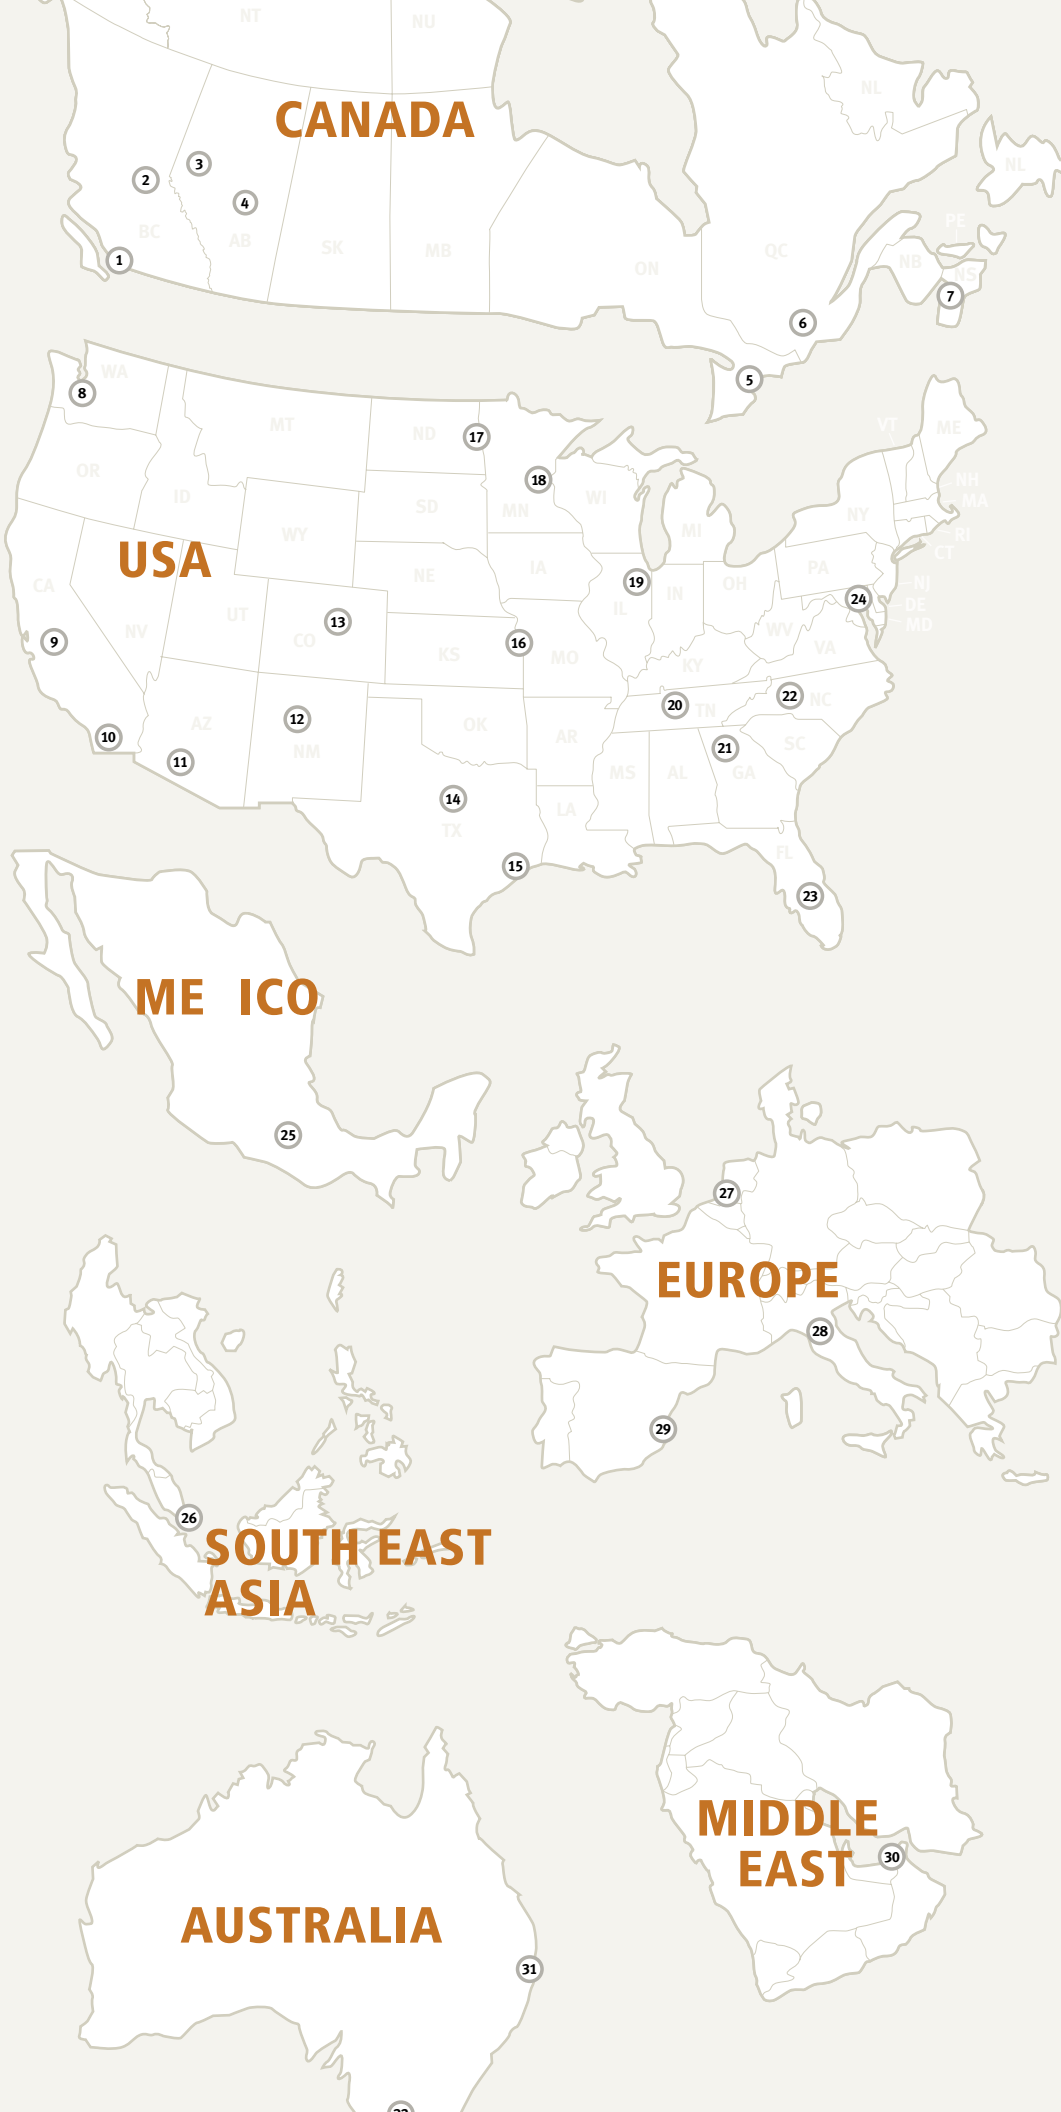 NT
NU
NL
CANADA
3
2
4
NL
BC
AB
SK
MB
ON
QC
PE
NB
NS
1
7
6
5
WA
8
MT
ND
17
VT
ME
OR
ID
SD
18
MN
WI
NH
MA
NY
MI
RI
CT
WY
USA
CA
NE
IA
PA
19
IL
IN
OH
NJ
24
DE
MD
UT
13
NV
CO
9
KS
16
MO
WV
VA
KY
12
20
TN
22
NC
AZ
10
NM
OK
AR
21
SC
11
MS
AL
GA
14
TX
LA
15
FL
23
ME ICO
25
27
EUROPE
28
29
26
SOUTH EAST
ASIA
MIDDLE
EAST
30
AUSTRALIA
31